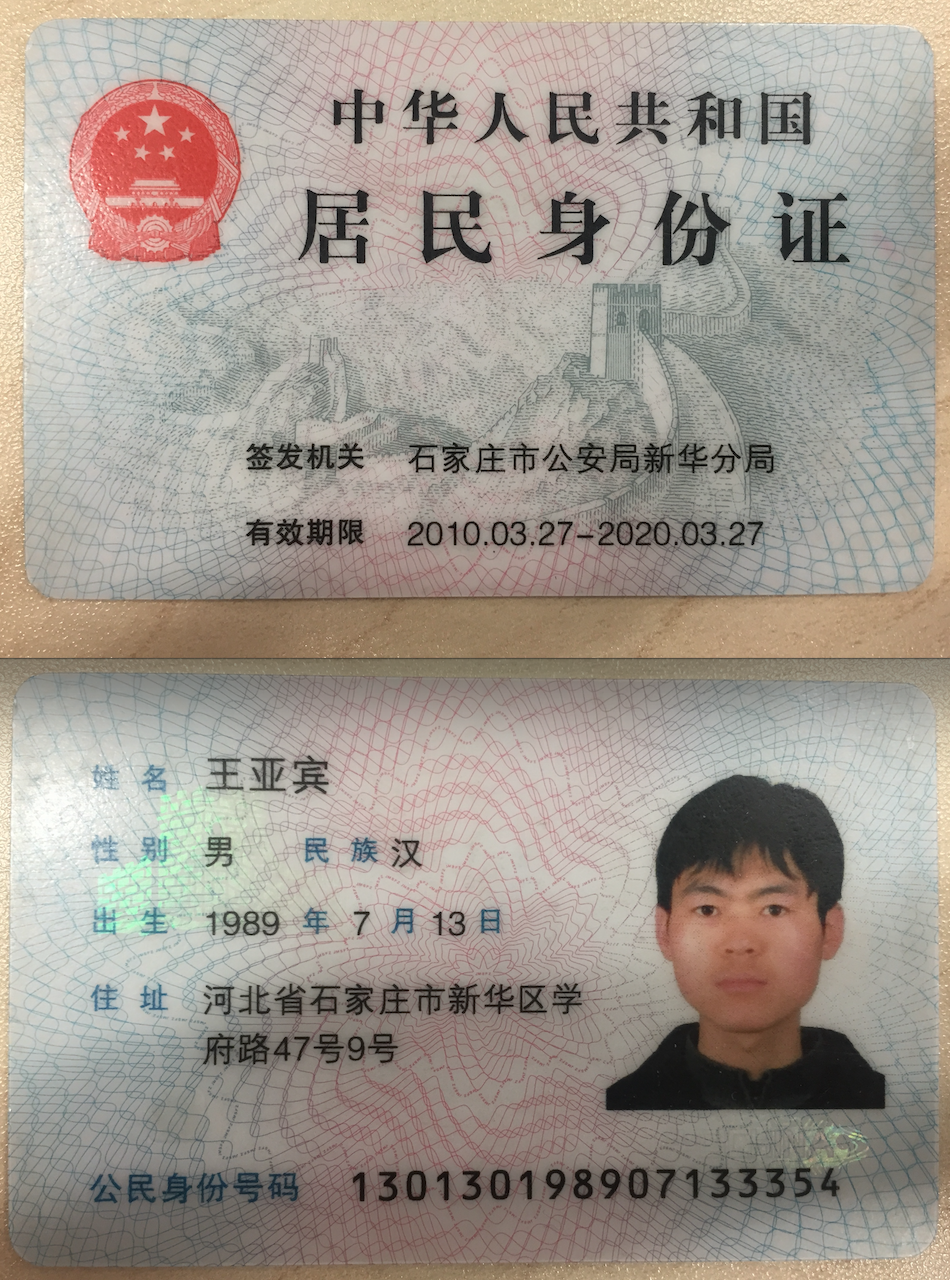 中华人民共和国
居民身份证
签发机关 石家庄市公安局新华分局
有效期限 2010.03.27-2020.03.27
姓名 王亚宾
性别 男 民族 汉
出生 1989 年 7 月 13 日
住址 河北省石家庄市新华区学
府路47号9号
公民身份号码 130130198907133354